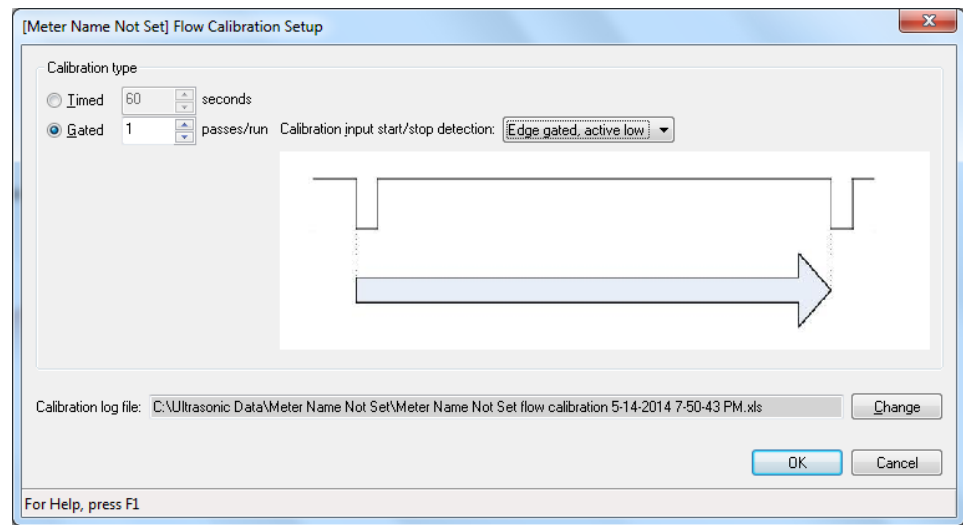 [Meter Name Not Set] Flow Calibration Setup
Calibration type
Timed 60 seconds
Gated 1 passes/run Calibration input start/stop detection: Edge gated, active low
Calibration log file: C:\Ultrasonic Data\Meter Name Not Set\Meter Name Not Set flow calibration 5-14-2014 7-50-43 PM.xls Change
OK Cancel
For Help, press F1